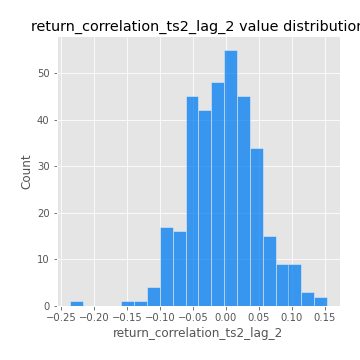 return_correlation_ts2_lag_2 value distribution
50
40
30
20
10
0
Count
−0.25 −0.20 −0.15 −0.10 −0.05 0.00 0.05 0.10 0.15
return_correlation_ts2_lag_2